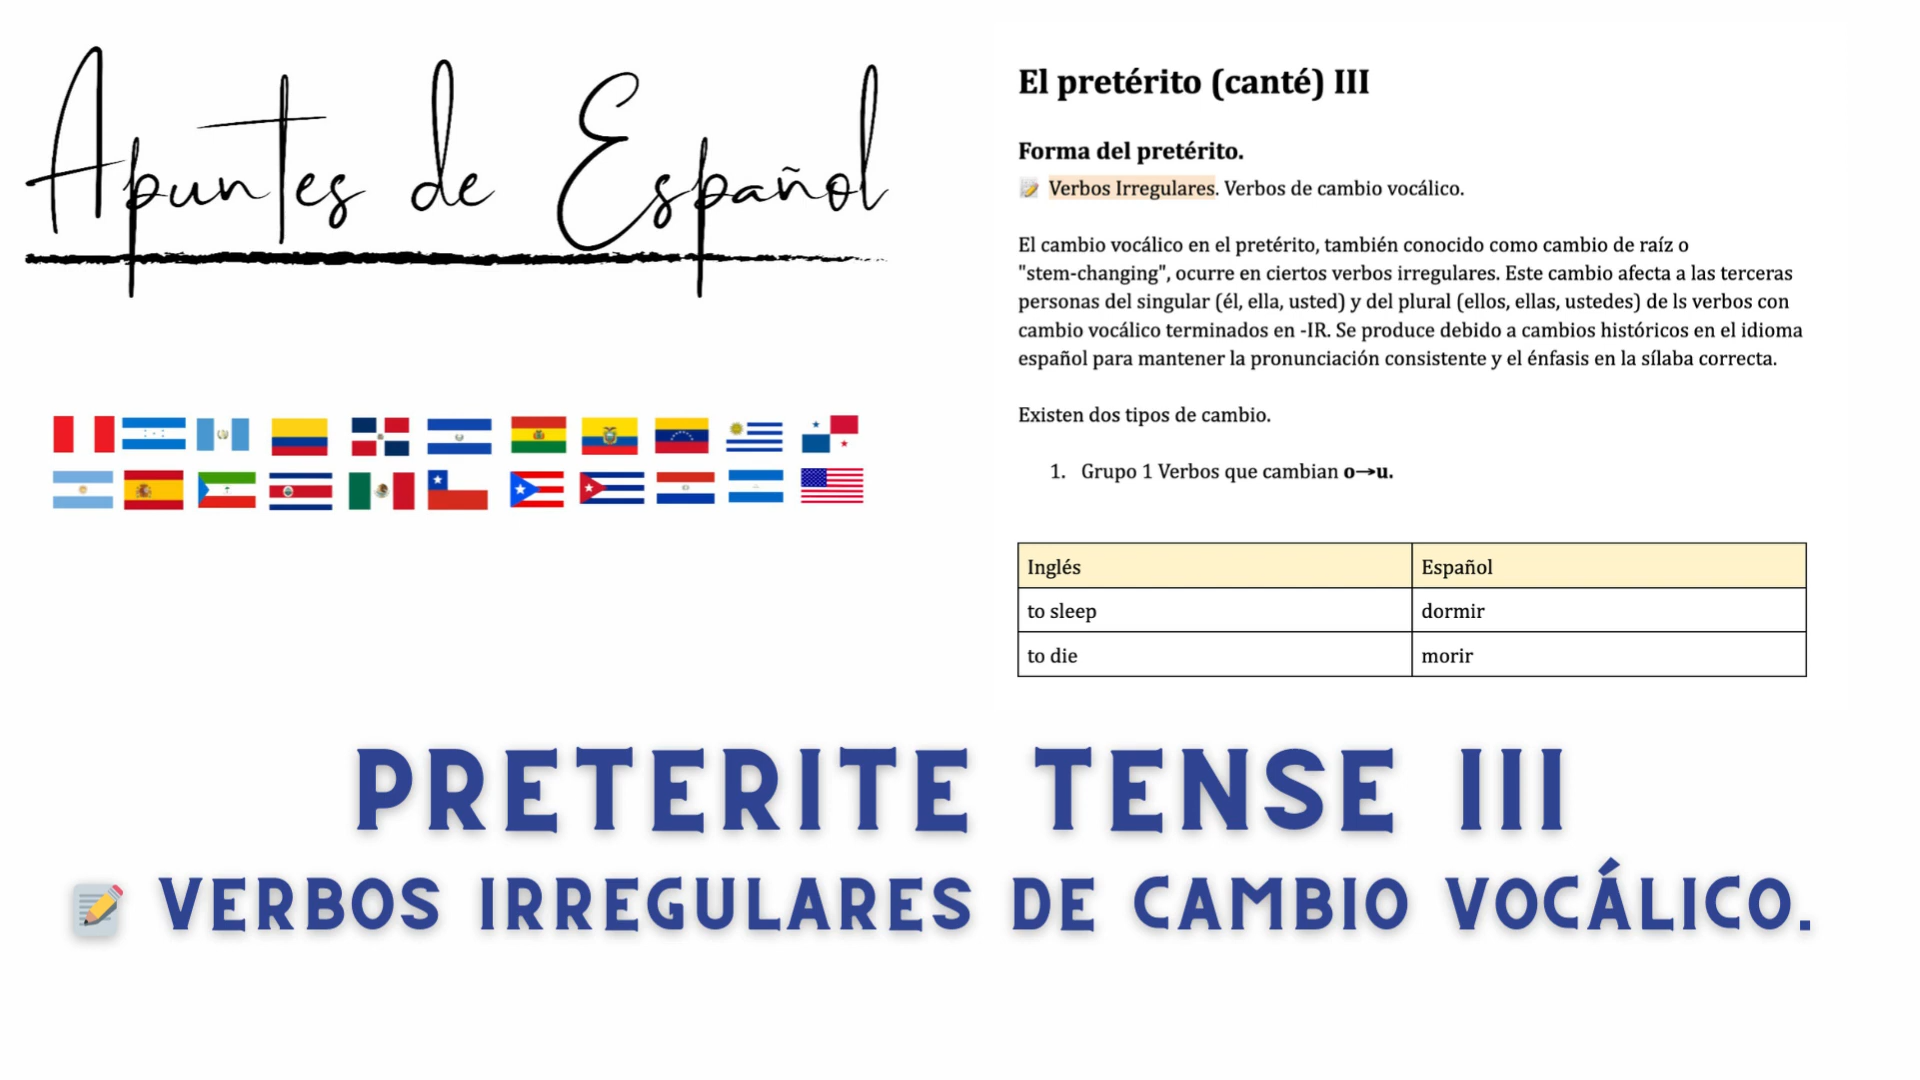 Apuntes de Español
El pretérito (canté) III
Forma del pretérito.
Verbos Irregulares. Verbos de cambio vocálico.
El cambio vocálico en el pretérito, también conocido como cambio de raíz o
"stem-changing", ocurre en ciertos verbos irregulares. Este cambio afecta a las terceras
personas del singular (él, ella, usted) y del plural (ellos, ellas, ustedes) de ls verbos con
cambio vocálico terminados en -IR. Se produce debido a cambios históricos en el idioma
español para mantener la pronunciación consistente y el énfasis en la sílaba correcta.
Existen dos tipos de cambio.
1. Grupo 1 Verbos que cambian o→u.
Inglés Español
to sleep dormir
to die morir
PRETERITE TENSE III
VERBOS IRREGULARES DE CAMBIO VOCÁLICO.